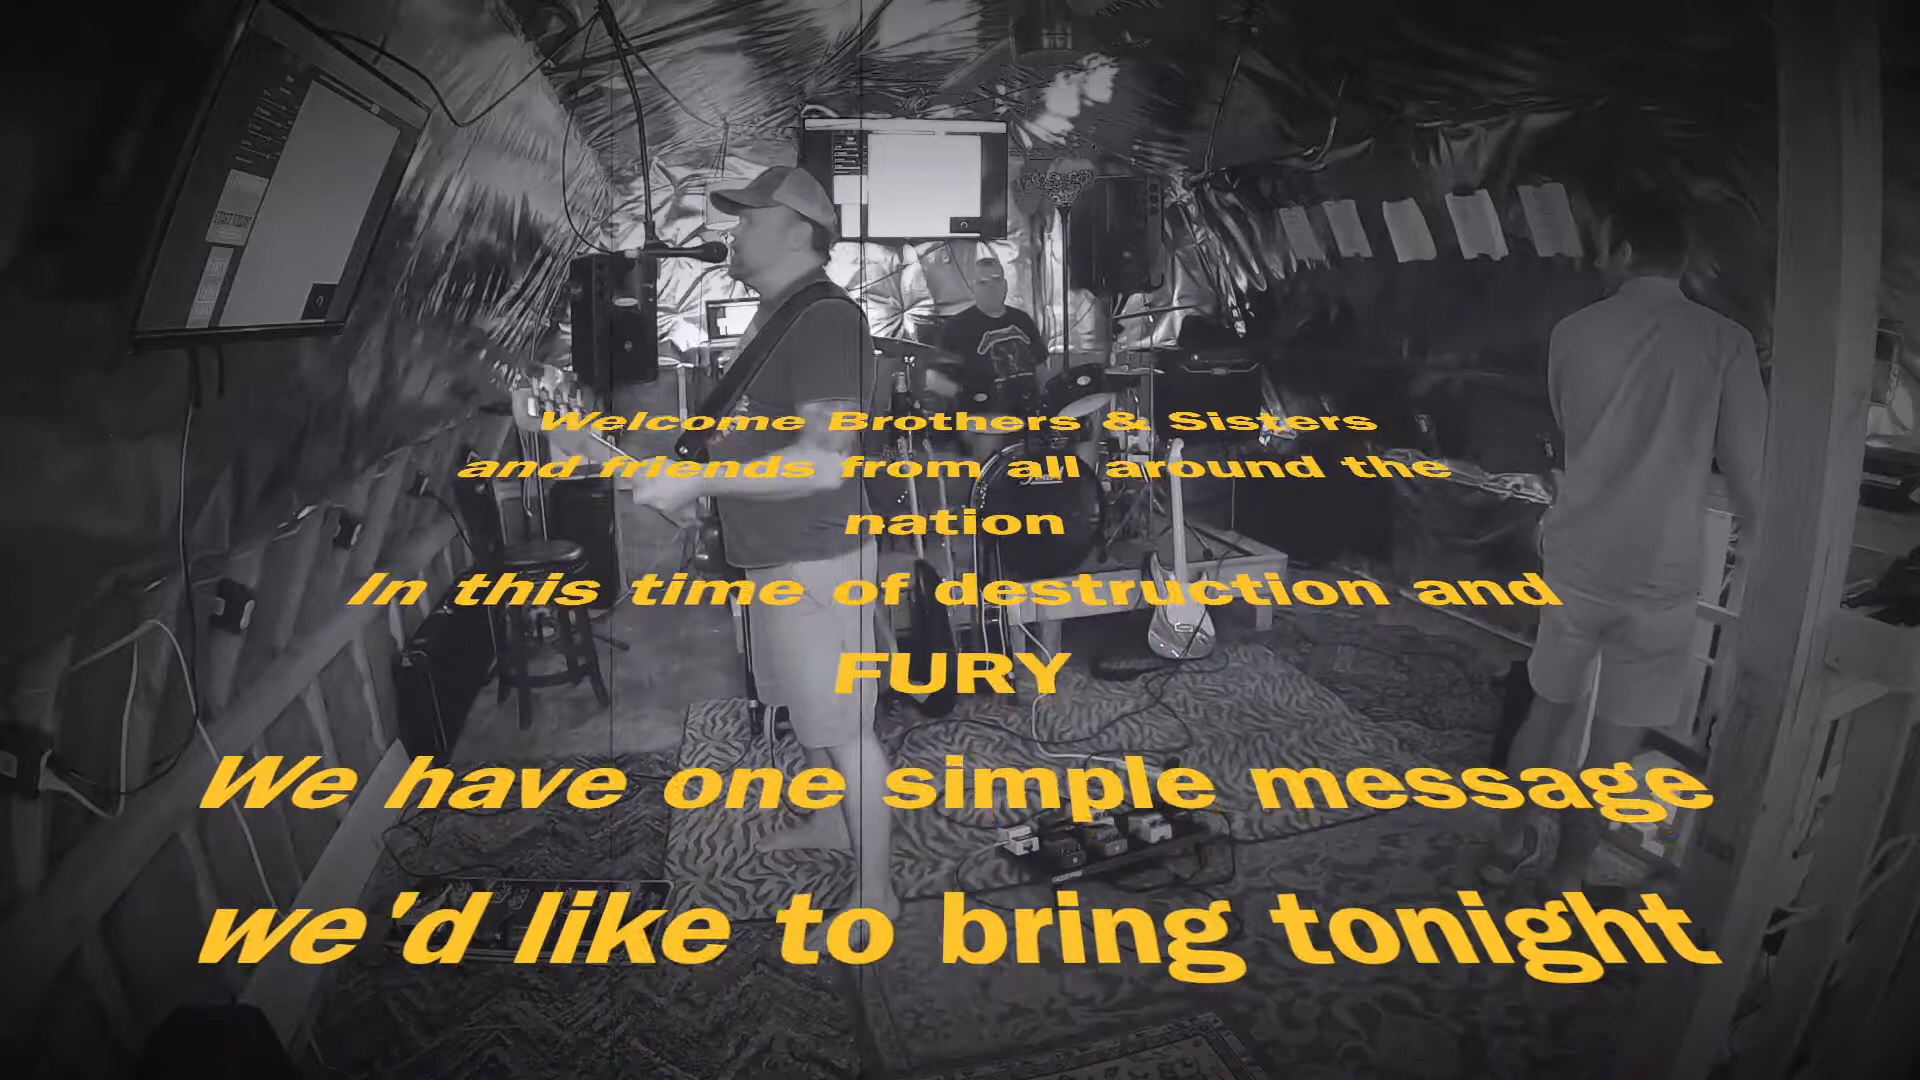 Welcome Brothers & Sisters
and friends from all around the
nation
In this time of destruction and
FURY
We have one simple message
we'd like to bring tonight